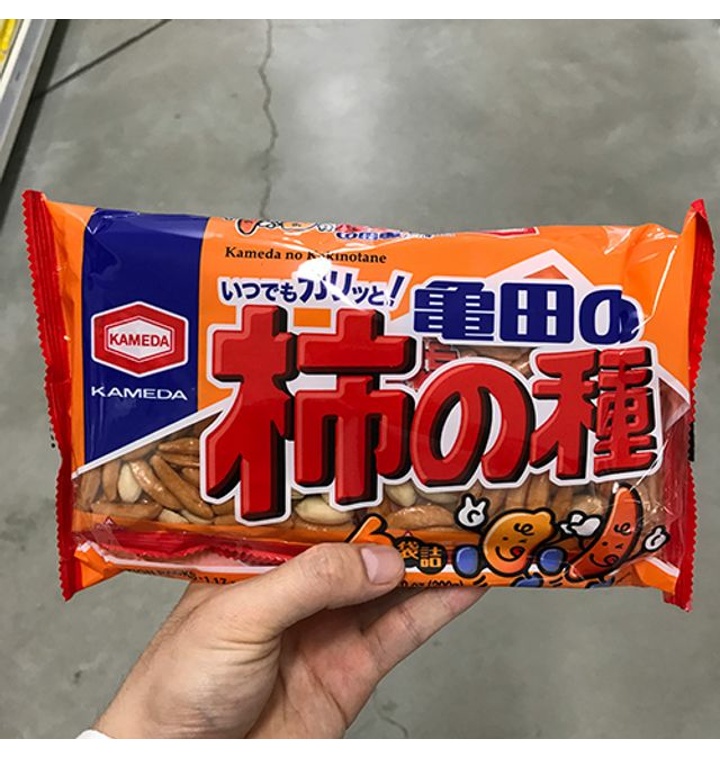 Kameda no Kakinotane
いつでもカリッと!
亀田の
柿の種
KAMEDA
KAMEDA
6袋詰